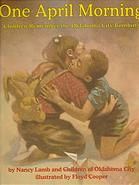 One April Morning
Children Remember the Oklahoma City Bombing
by Nancy Lamb and Children of Oklahoma City
Illustrated by Floyd Cooper